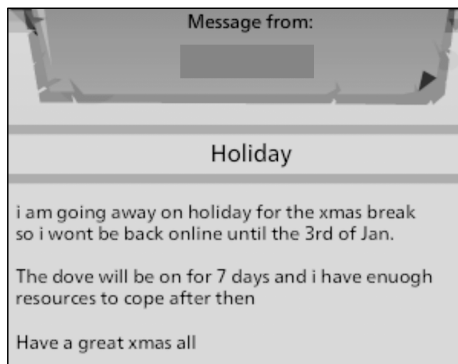 Message from:
Holiday
i am going away on holiday for the xmas break
so i wont be back online until the 3rd of Jan.
The dove will be on for 7 days and i have enuogh
resources to cope after then
Have a great xmas all